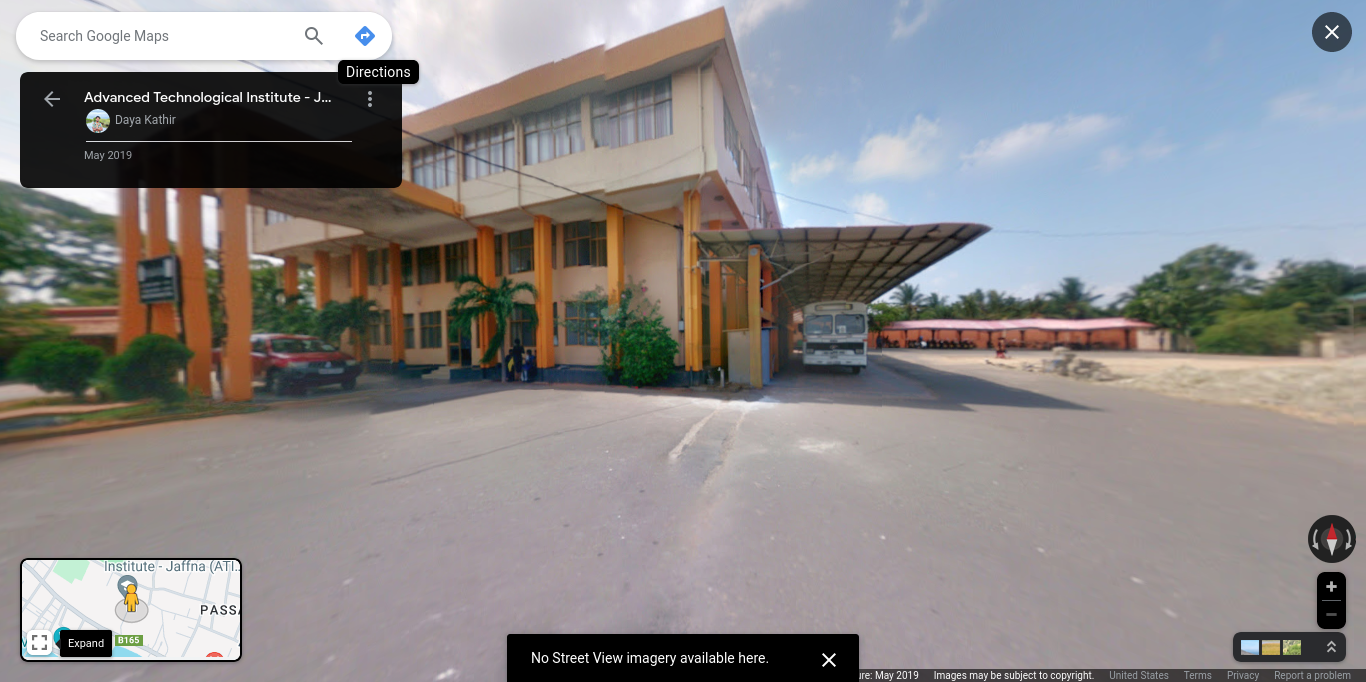 Search Google Maps
Directions
Advanced Technological Institute - J...
Daya Kathir
May 2019
Institute - Jaffna (ATI...
PASSA
B165
Expand
No Street View imagery available here.
ure: May 2019 Images may be subject to copyright. United States Terms Privacy Report a problem